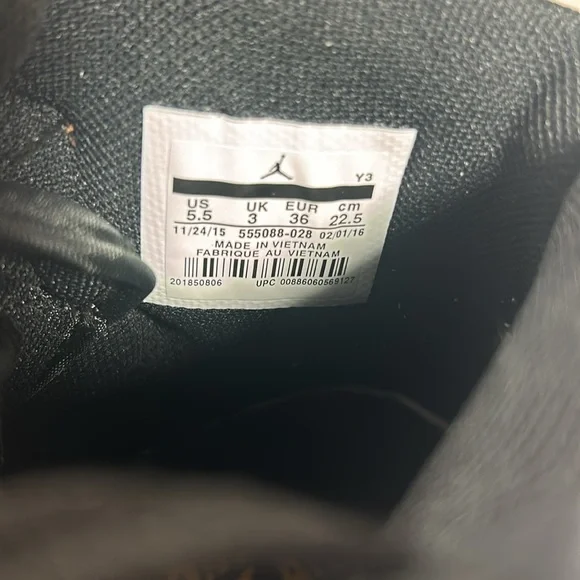 Y3
US UK EUR cm
5.5 3 36 22.5
11/24/15 555088-028 02/01/16
MADE IN VIETNAM
FABRIQUE AU VIETNAM
201850806 UPC 00886060569127